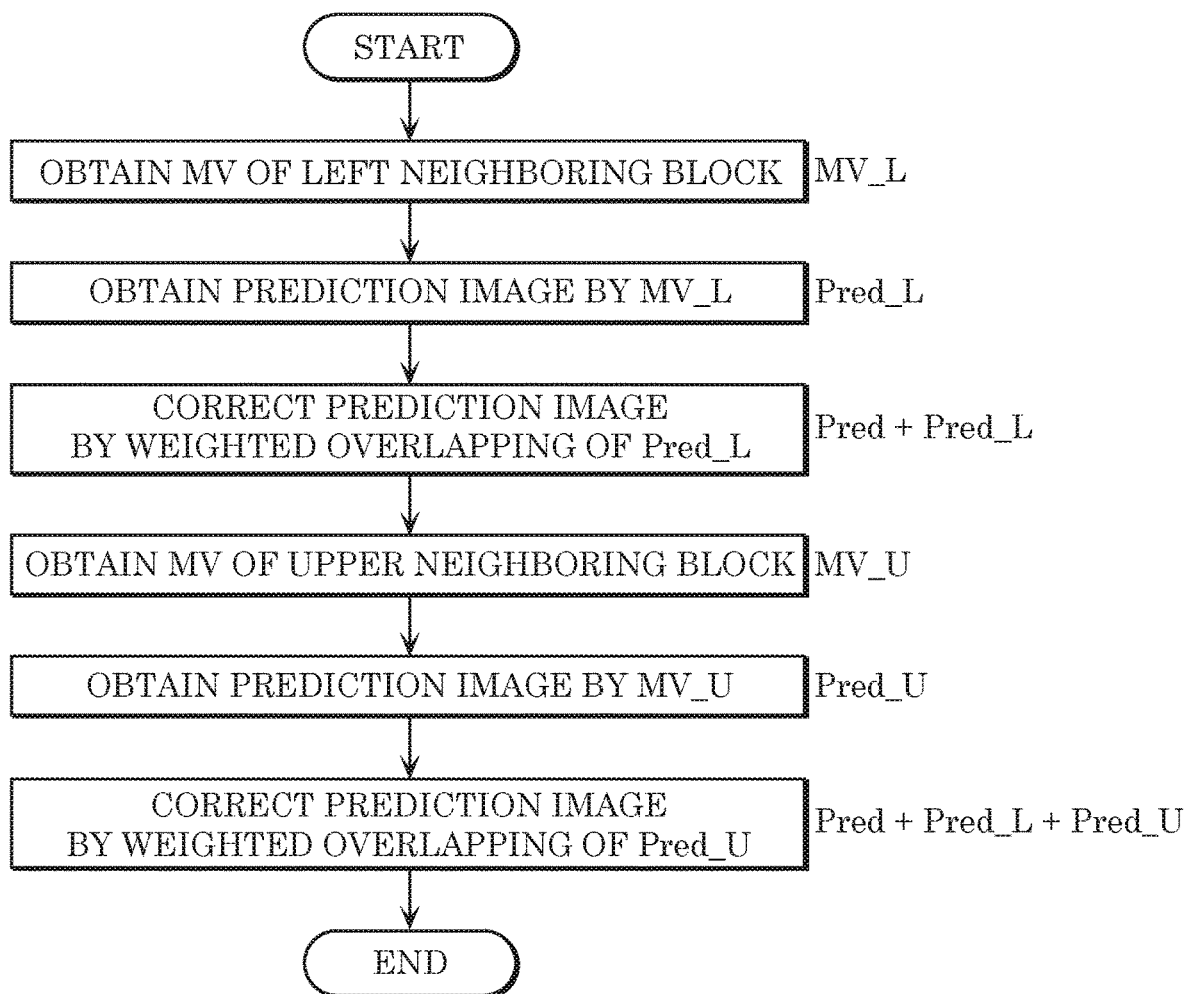 START
OBTAIN MV OF LEFT NEIGHBORING BLOCK MV_L
OBTAIN PREDICTION IMAGE BY MV_L Pred_L
CORRECT PREDICTION IMAGE
BY WEIGHTED OVERLAPPING OF Pred_L
Pred + Pred_L
OBTAIN MV OF UPPER NEIGHBORING BLOCK MV_U
OBTAIN PREDICTION IMAGE BY MV_U Pred_U
CORRECT PREDICTION IMAGE
BY WEIGHTED OVERLAPPING OF Pred_U
Pred + Pred_L + Pred_U
END